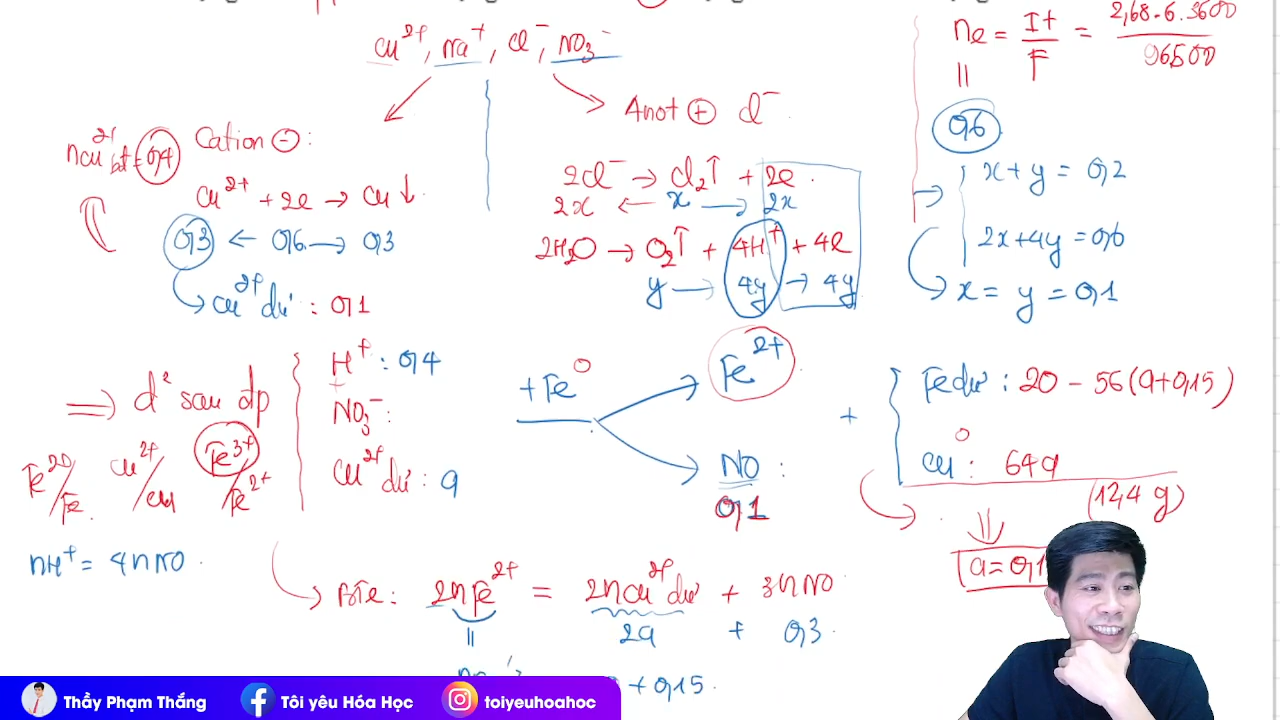 Cu²⁺, Na⁺, Cl⁻, NO₃⁻
ne = It/F = 2,68.6.3600/96500
||
0,6
nCu²⁺ bđ = 0,4
Cation ⊖:
Cu²⁺ + 2e → Cu↓
0,3 ← 0,6 → 0,3
Cu²⁺ dư : 0,1
Anot ⊕ Cl⁻
2Cl⁻ → Cl₂↑ + 2e
2x ← x → 2x
2H₂O → O₂↑ + 4H⁺ + 4e
y → 4y → 4y
x + y = 0,2
2x + 4y = 0,6
x = y = 0,1
⇒ d² sau đp
H⁺ : 0,4
NO₃⁻ :
Cu²⁺ dư : a
+ Fe⁰
Fe²⁺
NO :
0,1
+
Fe dư : 20 - 56(a+0,15)
Cu⁰ : 64a
(12,4 g)
||
a = 0,1
Fe²⁺/Fe Cu²⁺/Cu Fe³⁺/Fe²⁺
nH⁺ = 4nNO
BTe : 2nFe²⁺ = 2nCu²⁺ dư + 3nNO
|| 2a + 0,3
+ 0,15
Thầy Phạm Thắng
Tôi yêu Hóa Học
toiyeuhoahoc